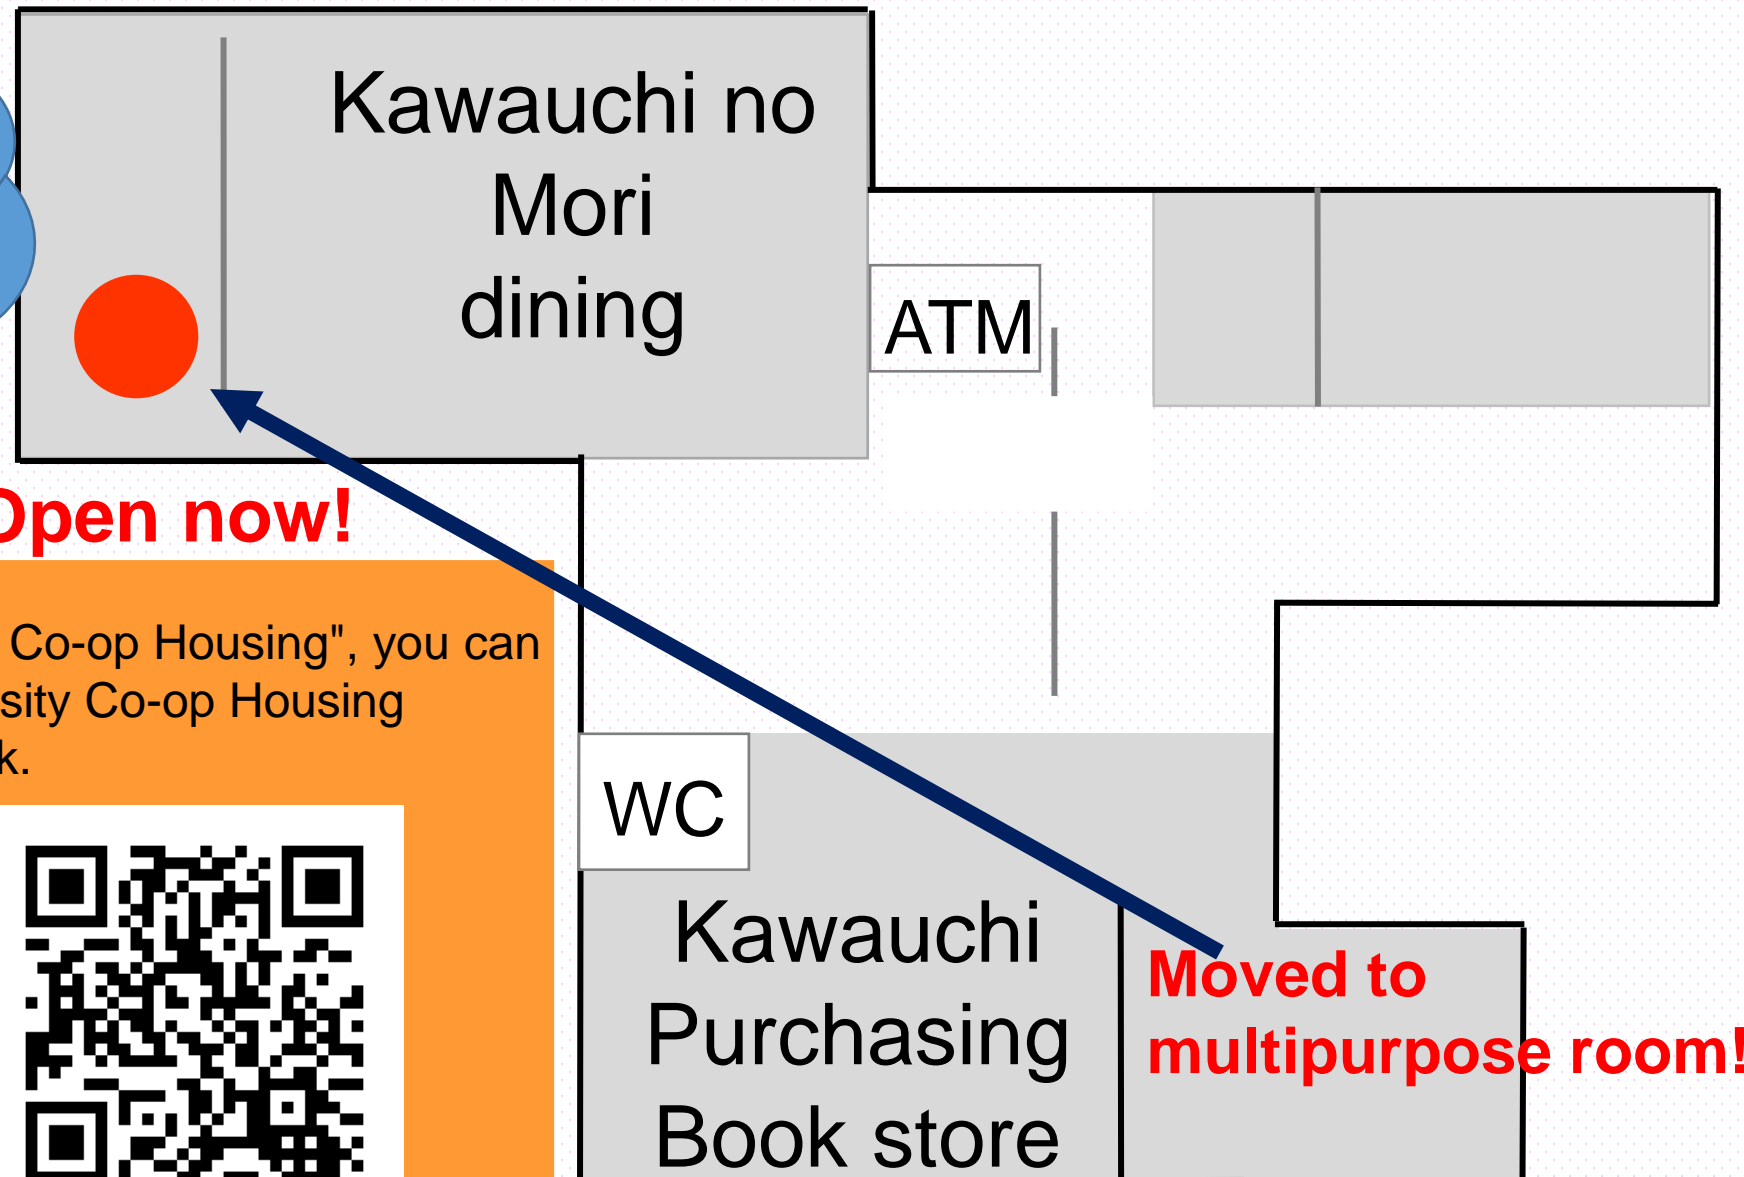 Kawauchi no
Mori
dining
ATM
Open now!
Co-op Housing", you can
sity Co-op Housing
k.
WC
Kawauchi
Purchasing
Book store
Moved to
multipurpose room!